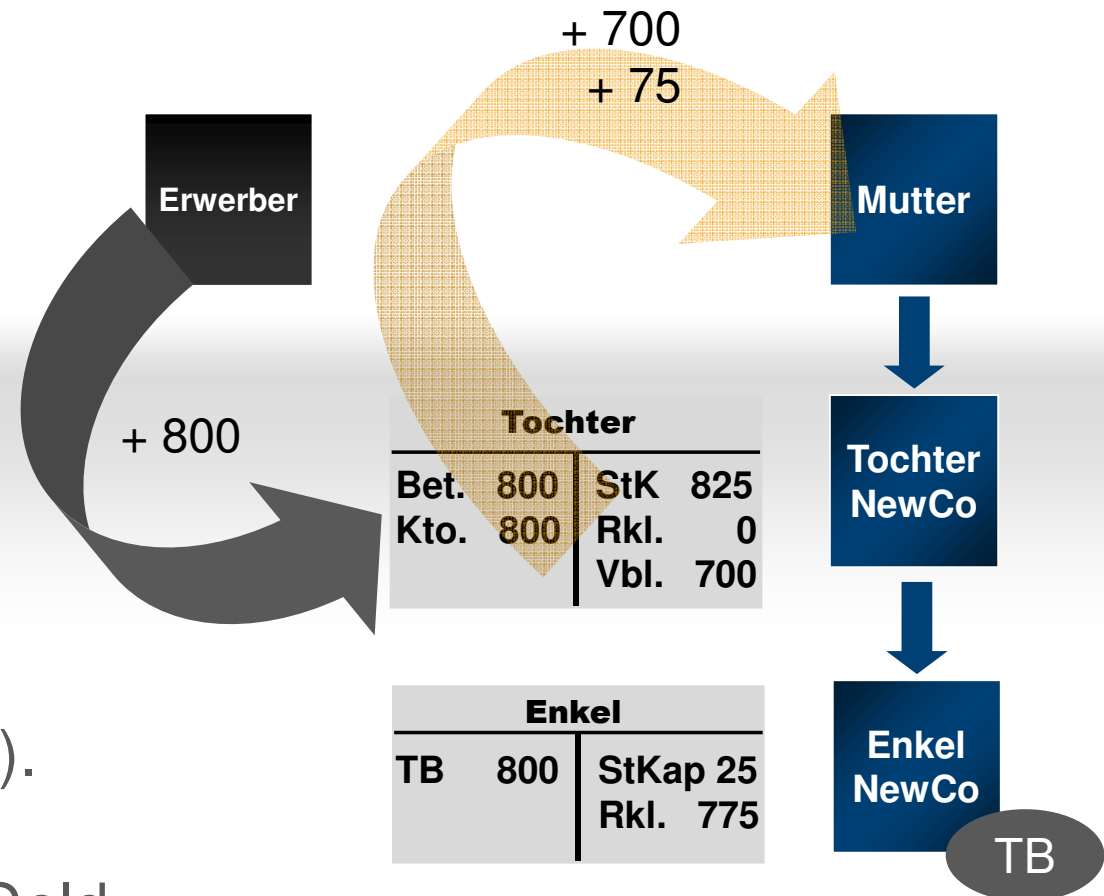 + 700
+ 75
Erwerber
Mutter
+ 800
Tochter
Bet. 800 StK 825
Kto. 800 Rkl. 0
Vbl. 700
Tochter
NewCo
Enkel
TB 800 StKap 25
Rkl. 775
Enkel
NewCo
TB
).